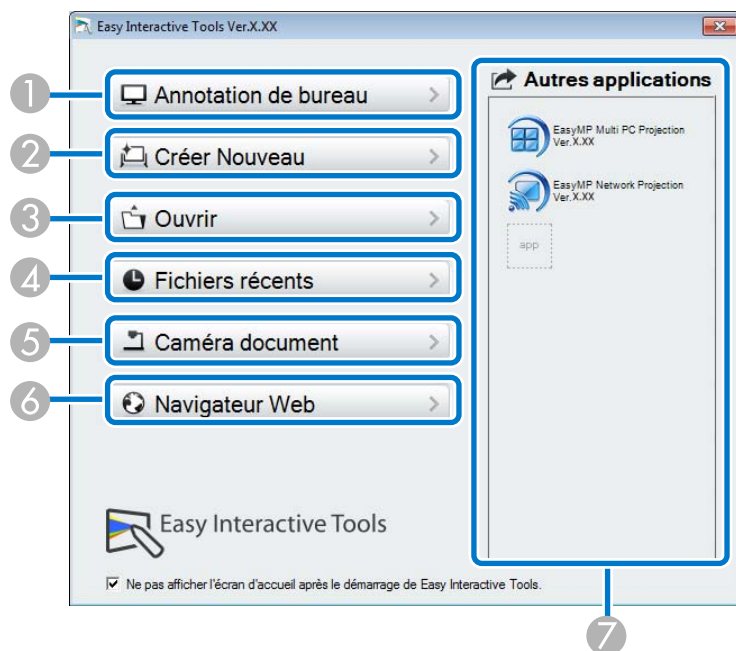 Easy Interactive Tools Ver.X.XX
1
Annotation de bureau
2
Créer Nouveau
3
Ouvrir
4
Fichiers récents
5
Caméra document
6
Navigateur Web
Autres applications
EasyMP Multi PC Projection
Ver.X.XX
EasyMP Network Projection
Ver.X.XX
app
Easy Interactive Tools
Ne pas afficher l'écran d'accueil après le démarrage de Easy Interactive Tools.
7